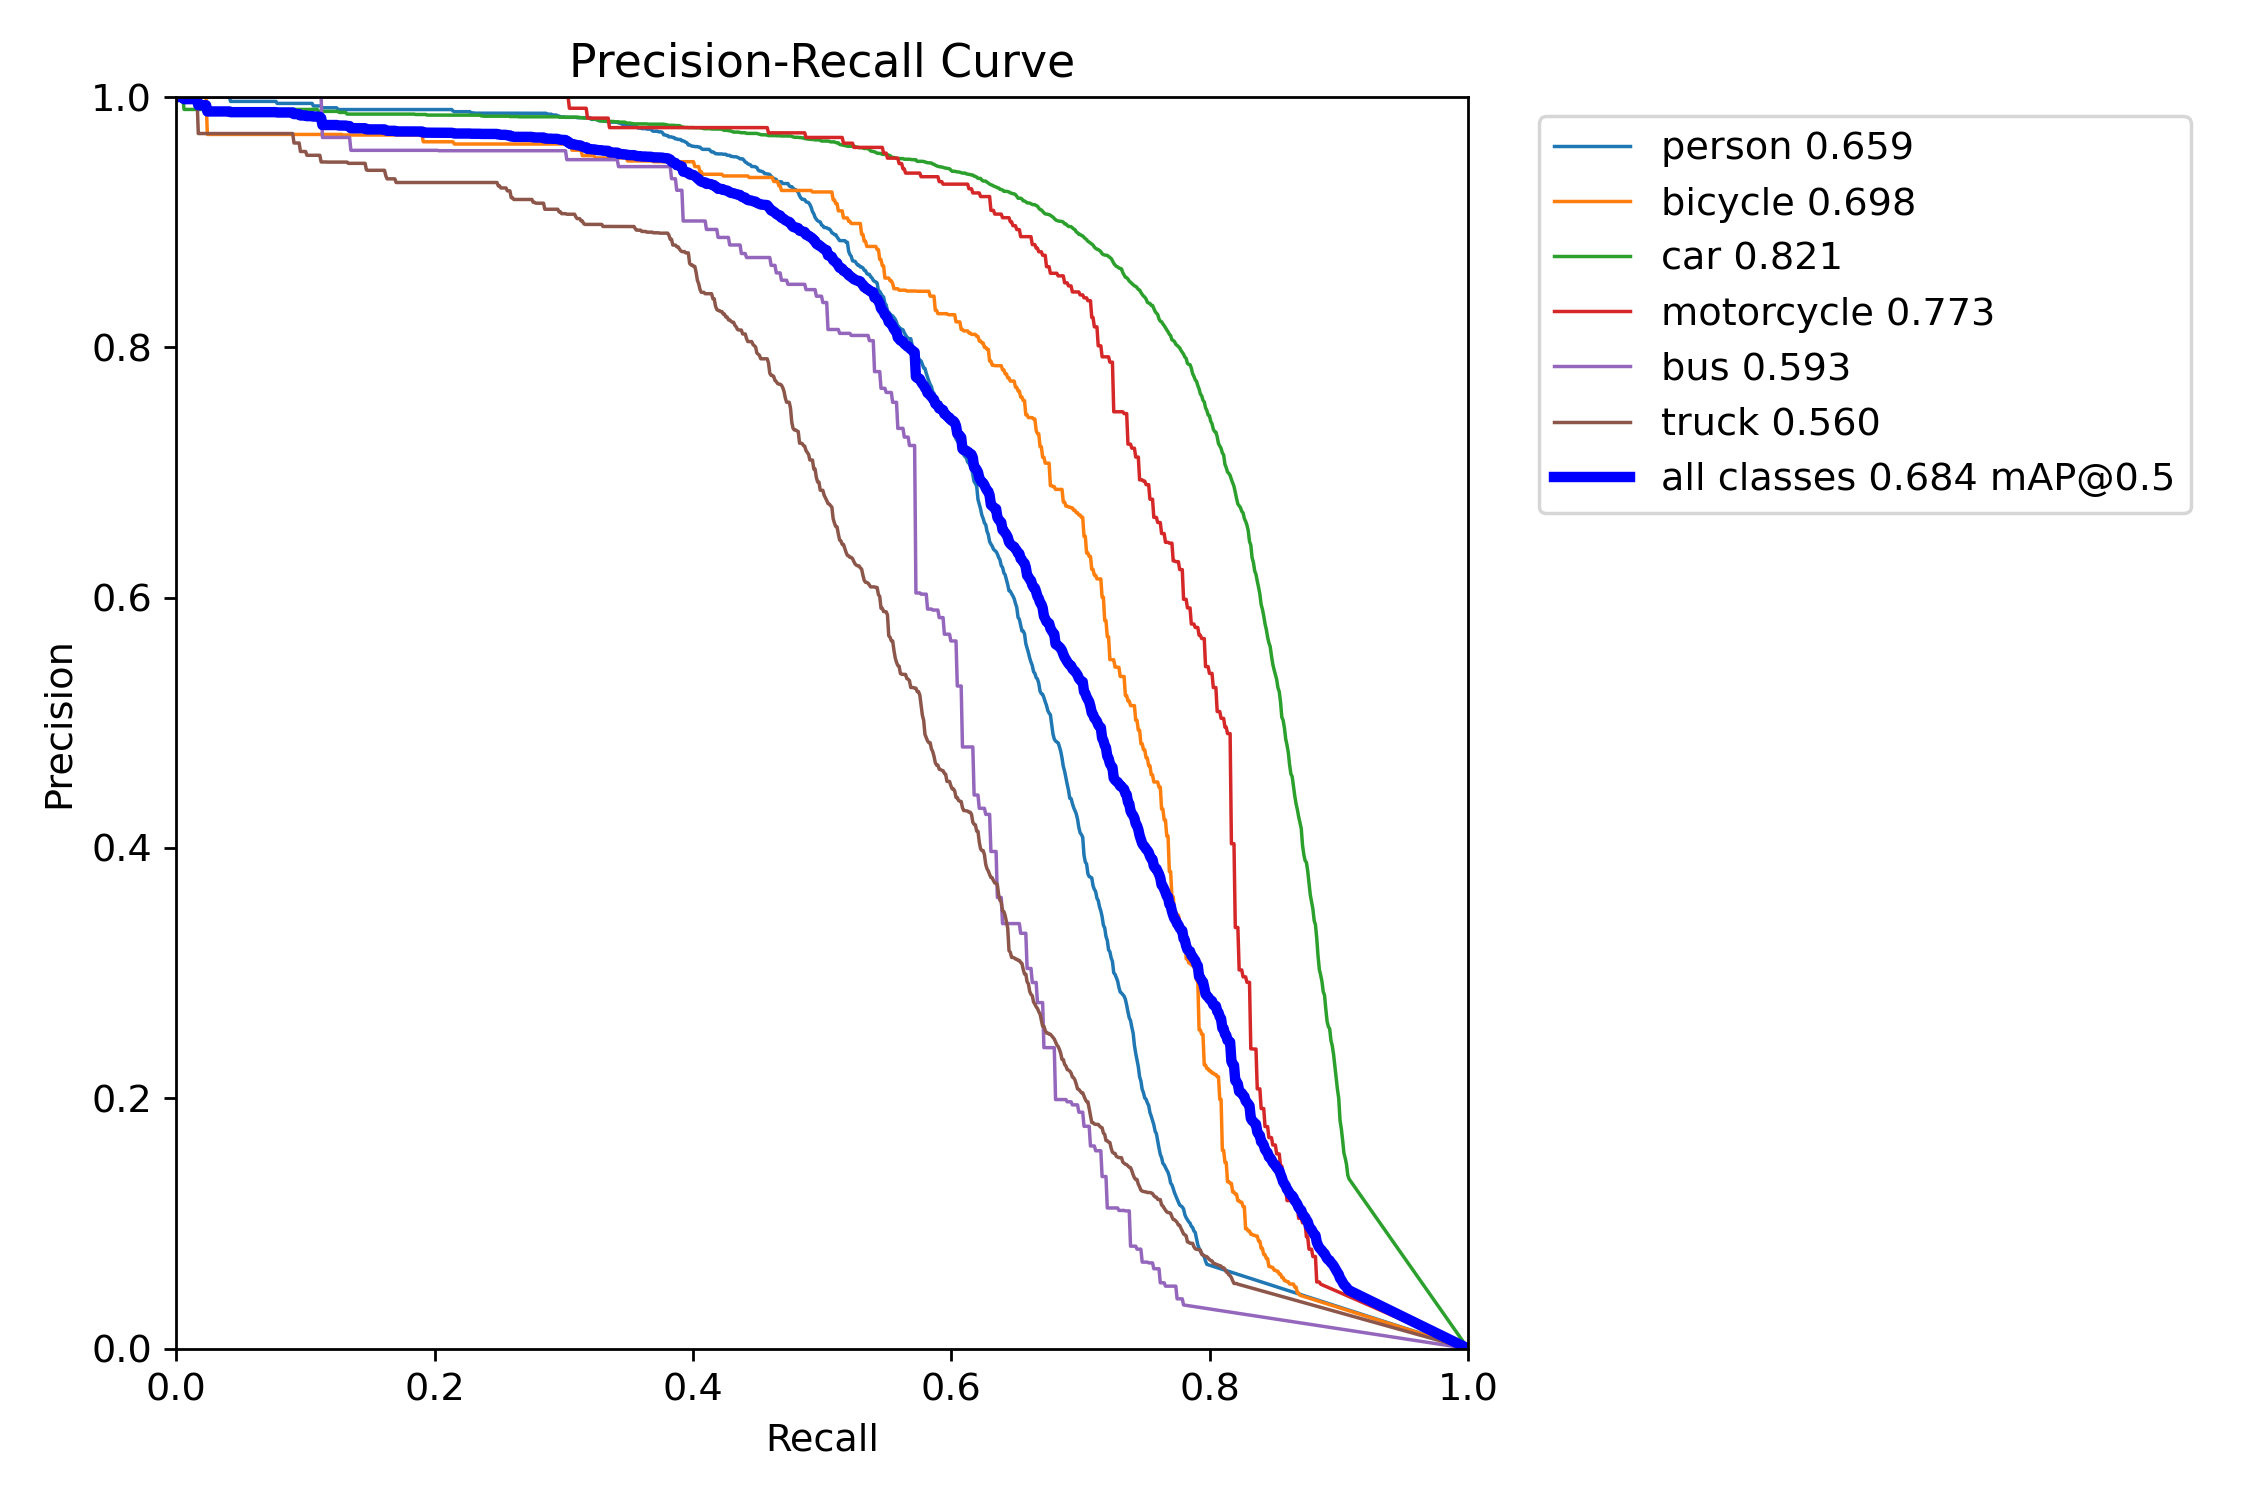 Precision-Recall Curve
1.0
0.8
0.6
0.4
0.2
0.0
Precision
0.0 0.2 0.4 0.6 0.8 1.0
Recall
person 0.659
bicycle 0.698
car 0.821
motorcycle 0.773
bus 0.593
truck 0.560
all classes 0.684 mAP@0.5